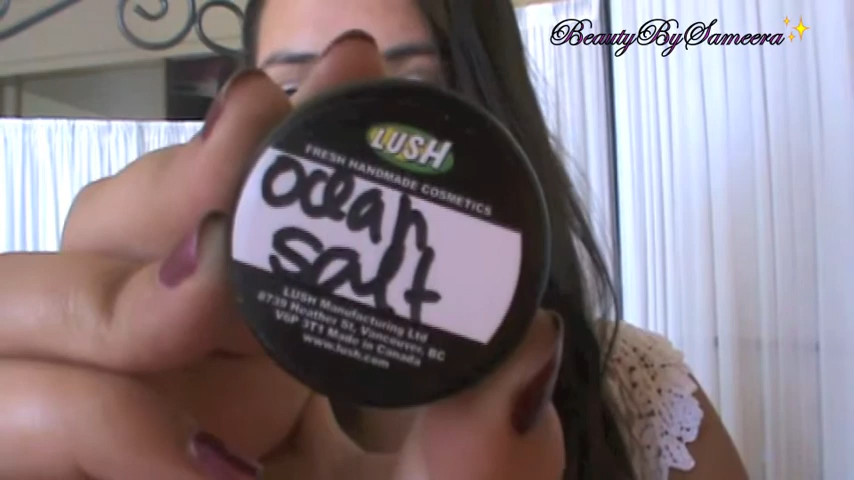 BeautyBySameera
LUSH
FRESH HANDMADE COSMETICS
ocean
salt
LUSH Manufacturing Ltd
8739 Heather St, Vancouver, BC
V6P 3T1 Made in Canada
www.lush.com